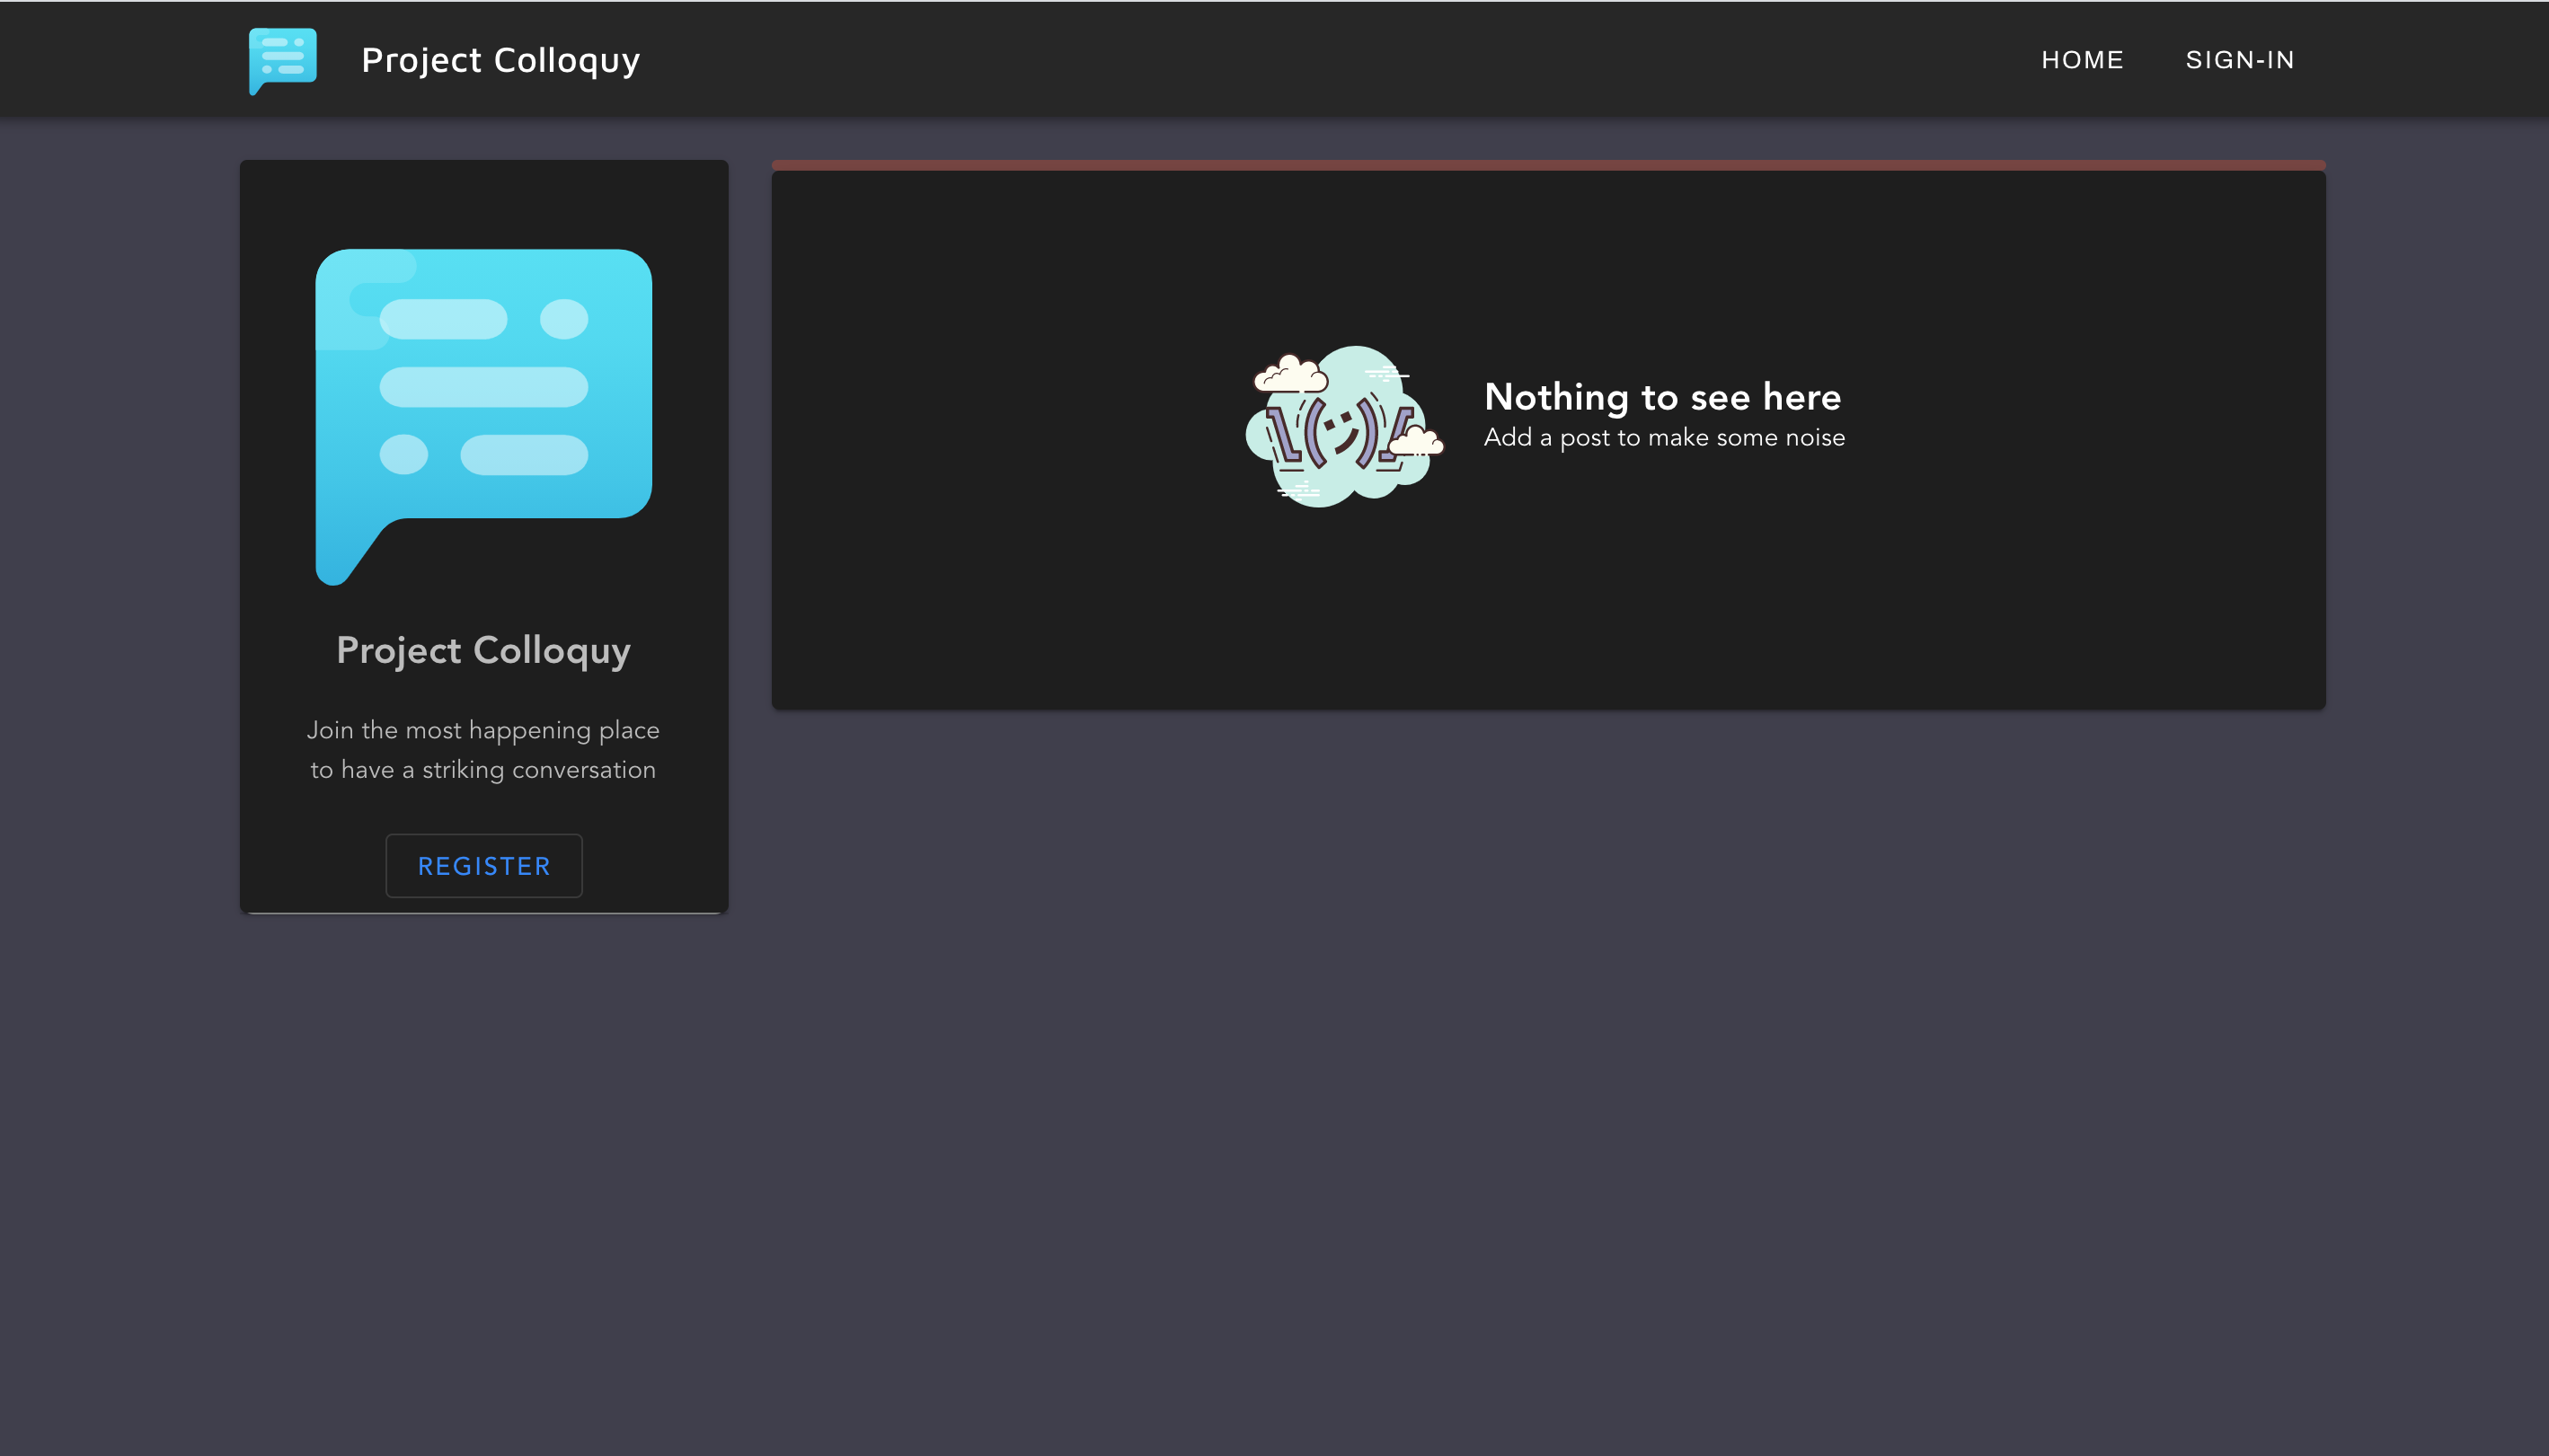 Project Colloquy
HOME
SIGN-IN
Project Colloquy
Join the most happening place
to have a striking conversation
REGISTER
Nothing to see here
Add a post to make some noise